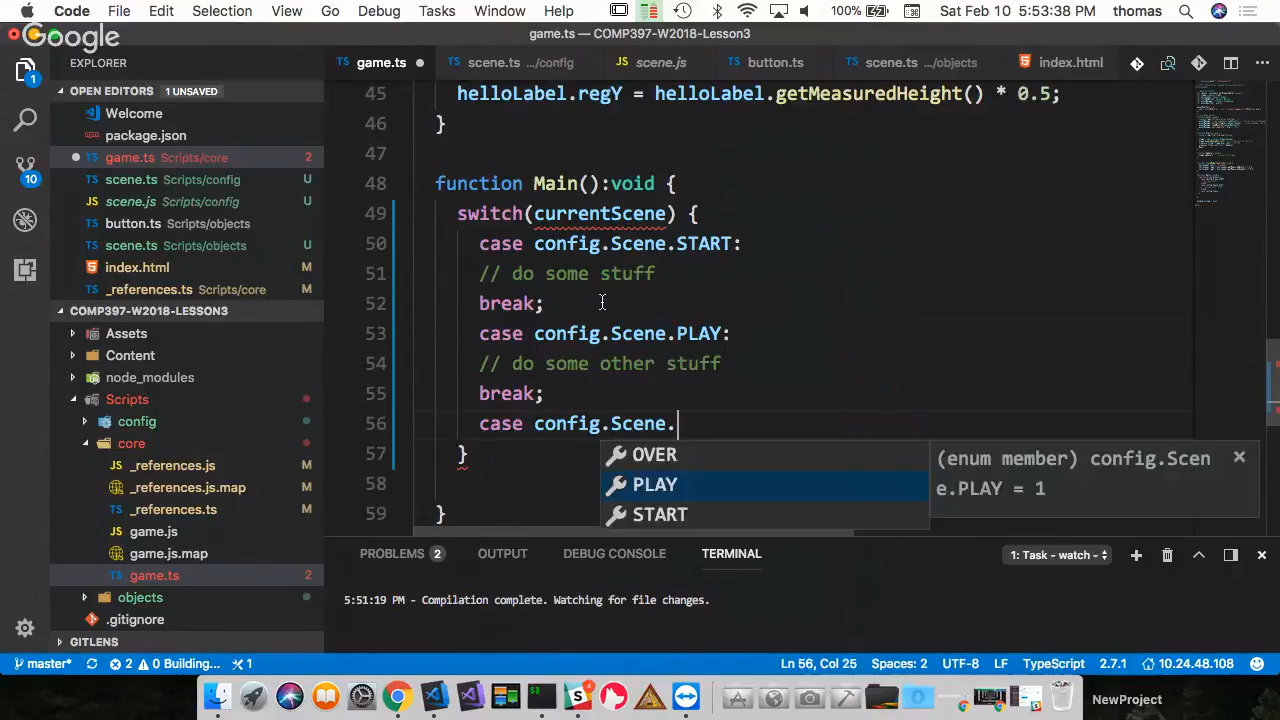 Code File Edit Selection View Go Debug Tasks Window Help 100% Sat Feb 10 5:53:38 PM thomas
Google
game.ts — COMP397-W2018-Lesson3
EXPLORER
game.ts scene.ts .../config scene.js button.ts scene.ts .../objects index.html
OPEN EDITORS 1 UNSAVED
Welcome
package.json
TS game.ts Scripts/core 2
TS scene.ts Scripts/config U
TS scene.js Scripts/config U
TS button.ts Scripts/objects
TS scene.ts Scripts/objects U
index.html M
TS _references.ts Scripts/core M
COMP397-W2018-LESSON3
Assets
Content
node_modules
Scripts
config
core
_references.js M
_references.js.map M
TS _references.ts M
game.js
game.js.map
TS game.ts 2
objects
.gitignore
GITLENS
1
10
45 helloLabel.regY = helloLabel.getMeasuredHeight() * 0.5;
46 }
47
48 function Main():void {
49 switch(currentScene) {
50 case config.Scene.START:
51 // do some stuff
52 break;
53 case config.Scene.PLAY:
54 // do some other stuff
55 break;
56 case config.Scene.
57 }
58
59 }
OVER
PLAY
START
(enum member) config.Scen
e.PLAY = 1
PROBLEMS 2 OUTPUT DEBUG CONSOLE TERMINAL 1: Task - watch -
5:51:19 PM - Compilation complete. Watching for file changes.
master* 2 0 Building... 1 Ln 56, Col 25 Spaces: 2 UTF-8 LF TypeScript 2.7.1 10.24.48.108
NewProject